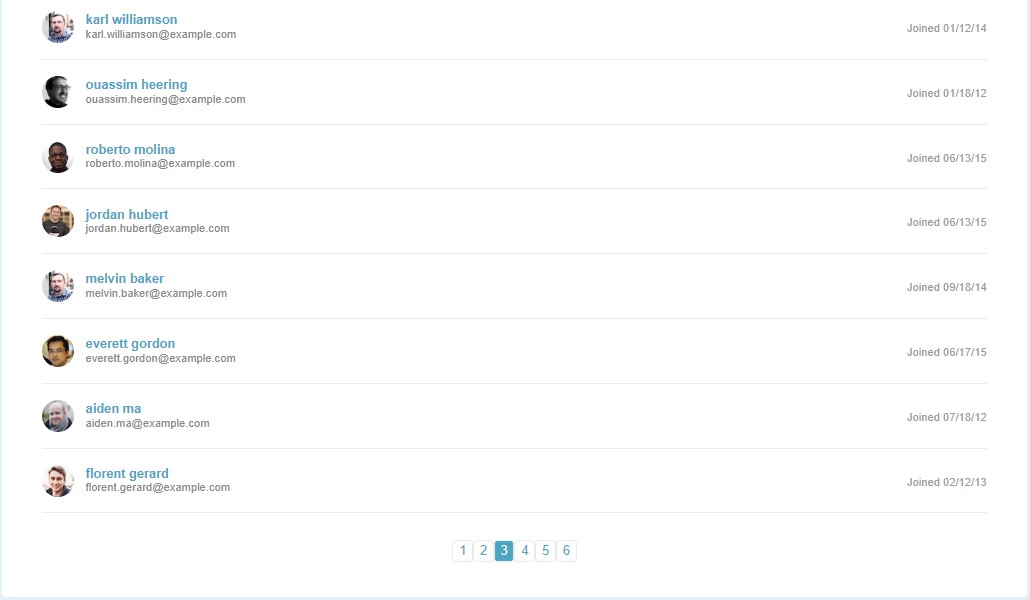 karl williamson
karl.williamson@example.com
Joined 01/12/14
ouassim heering
ouassim.heering@example.com
Joined 01/18/12
roberto molina
roberto.molina@example.com
Joined 06/13/15
jordan hubert
jordan.hubert@example.com
Joined 06/13/15
melvin baker
melvin.baker@example.com
Joined 09/18/14
everett gordon
everett.gordon@example.com
Joined 06/17/15
aiden ma
aiden.ma@example.com
Joined 07/18/12
florent gerard
florent.gerard@example.com
Joined 02/12/13
1 2 3 4 5 6